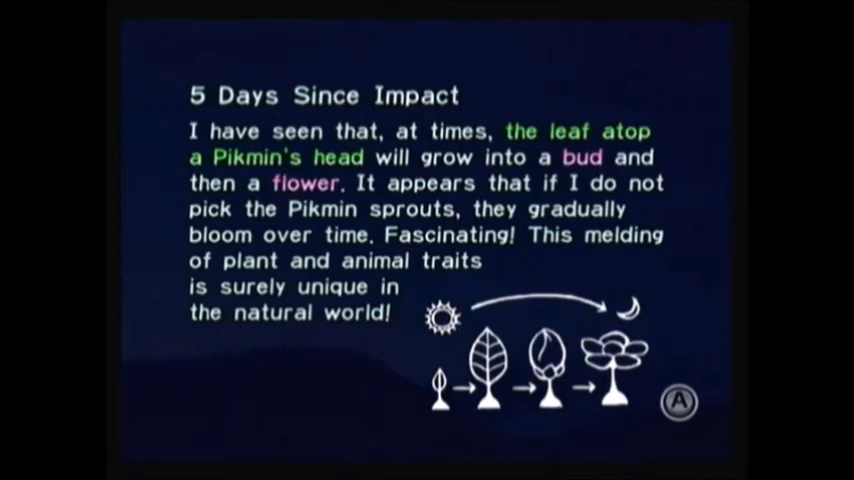 5 Days Since Impact
I have seen that, at times, the leaf atop
a Pikmin's head will grow into a bud and
then a flower. It appears that if I do not
pick the Pikmin sprouts, they gradually
bloom over time. Fascinating! This melding
of plant and animal traits
is surely unique in
the natural world!
A